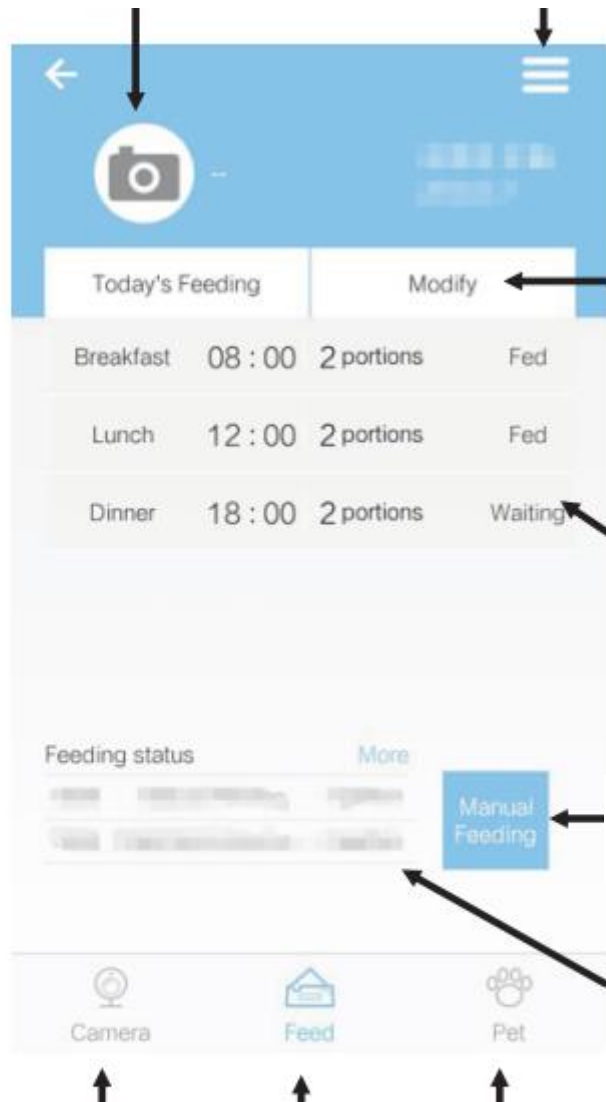 --
Today's Feeding Modify
Breakfast 08:00 2 portions Fed
Lunch 12:00 2 portions Fed
Dinner 18:00 2 portions Waiting
Feeding status More
Manual
Feeding
Camera Feed Pet